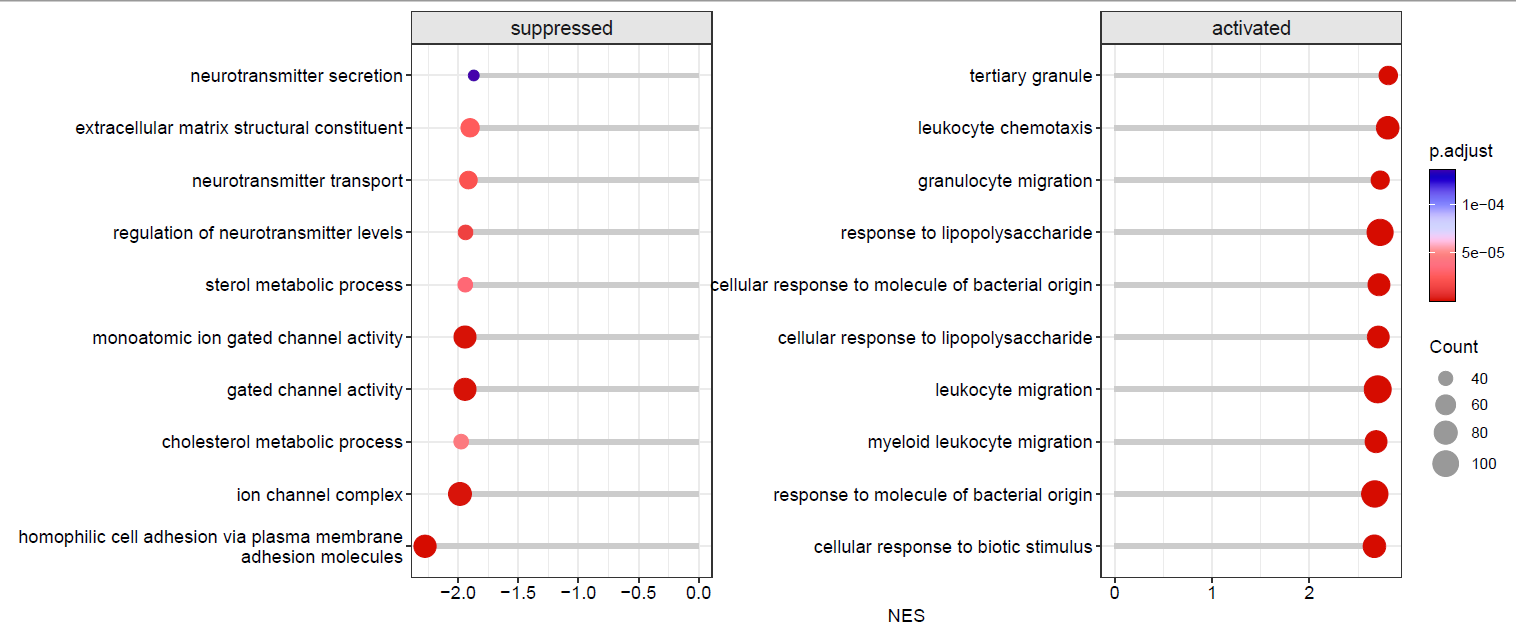 suppressed
activated
neurotransmitter secretion
extracellular matrix structural constituent
neurotransmitter transport
regulation of neurotransmitter levels
sterol metabolic process
monoatomic ion gated channel activity
gated channel activity
cholesterol metabolic process
ion channel complex
homophilic cell adhesion via plasma membrane
adhesion molecules
−2.0 −1.5 −1.0 −0.5 0.0
tertiary granule
leukocyte chemotaxis
granulocyte migration
response to lipopolysaccharide
cellular response to molecule of bacterial origin
cellular response to lipopolysaccharide
leukocyte migration
myeloid leukocyte migration
response to molecule of bacterial origin
cellular response to biotic stimulus
0 1 2
NES
p.adjust
1e−04
5e−05
Count
40
60
80
100